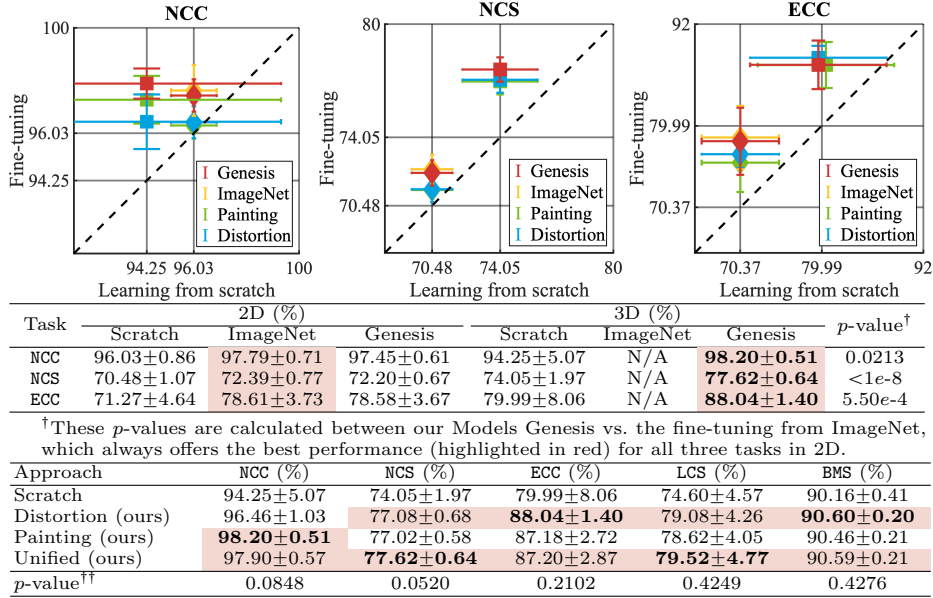 NCC
NCS
ECC
100
Fine-tuning
96.03
94.25
Genesis
ImageNet
Painting
Distortion
94.25 96.03 100
Learning from scratch
80
Fine-tuning
74.05
70.48
Genesis
ImageNet
Painting
Distortion
70.48 74.05 80
Learning from scratch
92
Fine-tuning
79.99
70.37
Genesis
ImageNet
Painting
Distortion
70.37 79.99 92
Learning from scratch
Task 2D (%) 3D (%) p-value†
Scratch ImageNet Genesis Scratch ImageNet Genesis
NCC 96.03±0.86 97.79±0.71 97.45±0.61 94.25±5.07 N/A 98.20±0.51 0.0213
NCS 70.48±1.07 72.39±0.77 72.20±0.67 74.05±1.97 N/A 77.62±0.64 <1e-8
ECC 71.27±4.64 78.61±3.73 78.58±3.67 79.99±8.06 N/A 88.04±1.40 5.50e-4
†These p-values are calculated between our Models Genesis vs. the fine-tuning from ImageNet,
which always offers the best performance (highlighted in red) for all three tasks in 2D.
Approach NCC (%) NCS (%) ECC (%) LCS (%) BMS (%)
Scratch 94.25±5.07 74.05±1.97 79.99±8.06 74.60±4.57 90.16±0.41
Distortion (ours) 96.46±1.03 77.08±0.68 88.04±1.40 79.08±4.26 90.60±0.20
Painting (ours) 98.20±0.51 77.02±0.58 87.18±2.72 78.62±4.05 90.46±0.21
Unified (ours) 97.90±0.57 77.62±0.64 87.20±2.87 79.52±4.77 90.59±0.21
p-value†† 0.0848 0.0520 0.2102 0.4249 0.4276